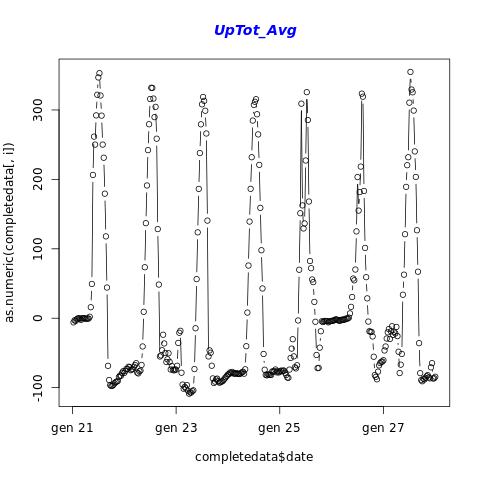 UpTot_Avg
as.numeric(completedata[, i])
300
200
100
0
-100
gen 21
gen 23
gen 25
gen 27
completedata$date